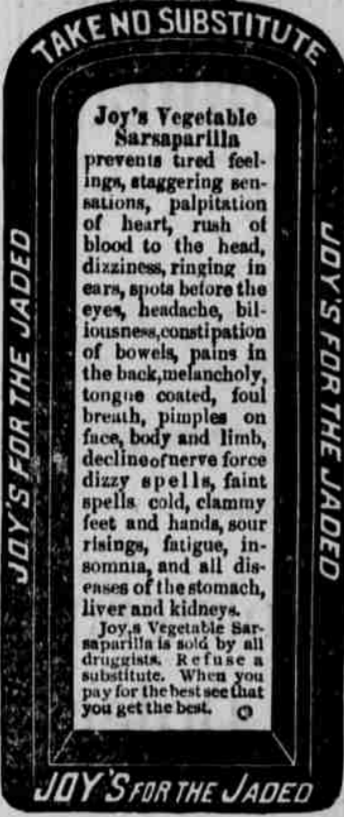 TAKE NO SUBSTITUTE
JOY'S FOR THE JADED
Joy's Vegetable
Sarsaparilla
prevents tired feel-
ings, staggering sen-
sations, palpitation
of heart, rush of
blood to the head,
dizziness, ringing in
ears, spots before the
eyes, headache, bil-
iousness,constipation
of bowels, pains in
the back,melancholy,
tongue coated, foul
breath, pimples on
face, body and limb,
declineofnerve force
dizzy spells, faint
spells cold, clammy
feet and hands, sour
risings, fatigue, in-
somnia, and all dis-
eases of the stomach,
liver and kidneys.
Joy,s Vegetable Sar-
saparilla is sold by all
druggists. Refuse a
substitute. When you
pay for the best see that
you get the best.
JOY'S FOR THE JADED
JOY'S FOR THE JADED